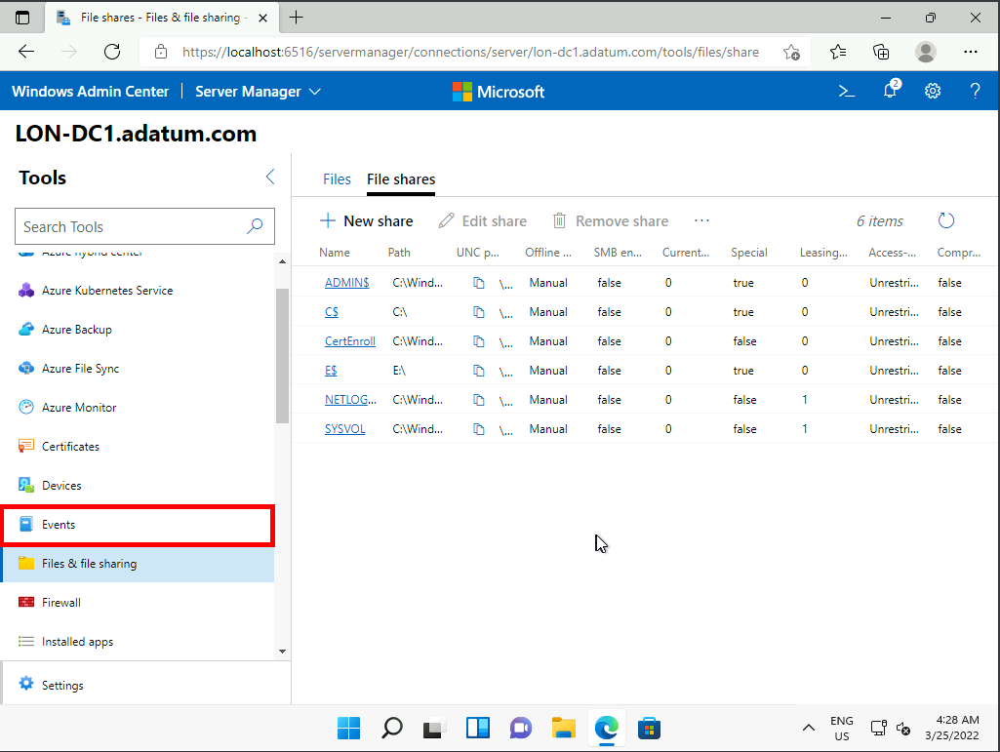 File shares - Files & file sharing -
https://localhost:6516/servermanager/connections/server/lon-dc1.adatum.com/tools/files/share
Windows Admin Center | Server Manager
Microsoft
2
?
LON-DC1.adatum.com
Tools
Search Tools
Azure hybrid center
Azure Kubernetes Service
Azure Backup
Azure File Sync
Azure Monitor
Certificates
Devices
Events
Files & file sharing
Firewall
Installed apps
Settings
Files File shares
New share Edit share Remove share ... 6 items
Name Path UNC p... Offline ... SMB en... Current... Special Leasing... Access-... Compr...
ADMIN$ C:\Wind... \... Manual false 0 true 0 Unrestri... false
C$ C:\ \... Manual false 0 true 0 Unrestri... false
CertEnroll C:\Wind... \... Manual false 0 false 0 Unrestri... false
E$ E:\ \... Manual false 0 true 0 Unrestri... false
NETLOG... C:\Wind... \... Manual false 0 false 1 Unrestri... false
SYSVOL C:\Wind... \... Manual false 0 false 1 Unrestri... false
ENG
US
4:28 AM
3/25/2022